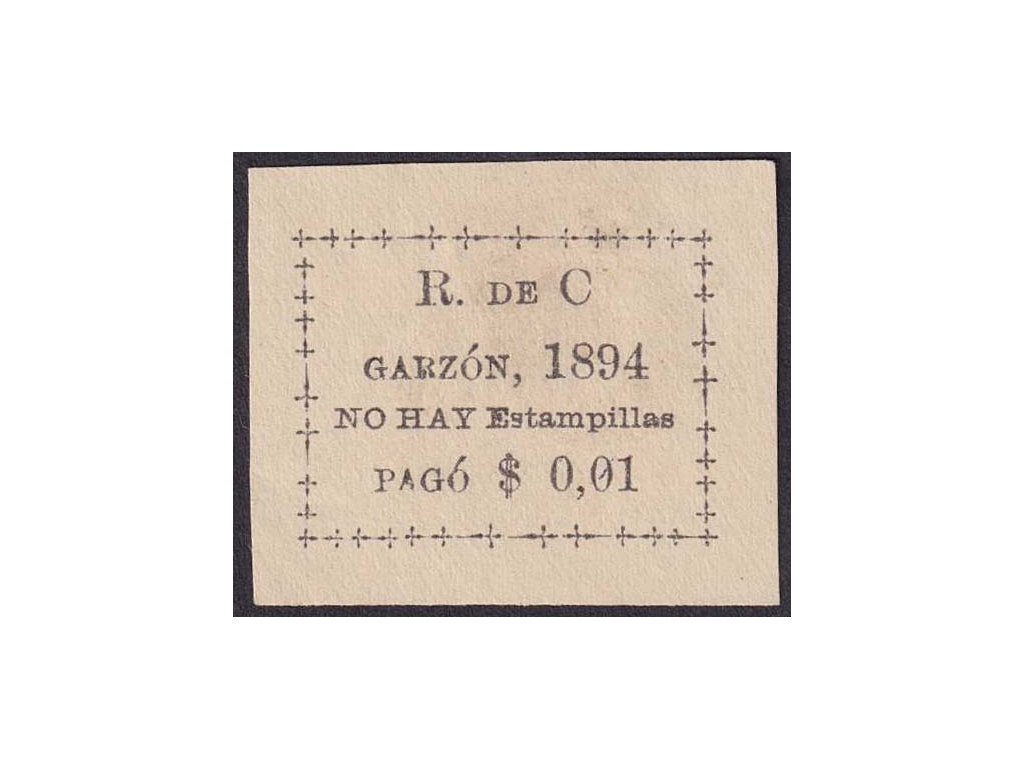 R. DE C
GARZÓN, 1894
NO HAY Estampillas
PAGÓ $ 0,01